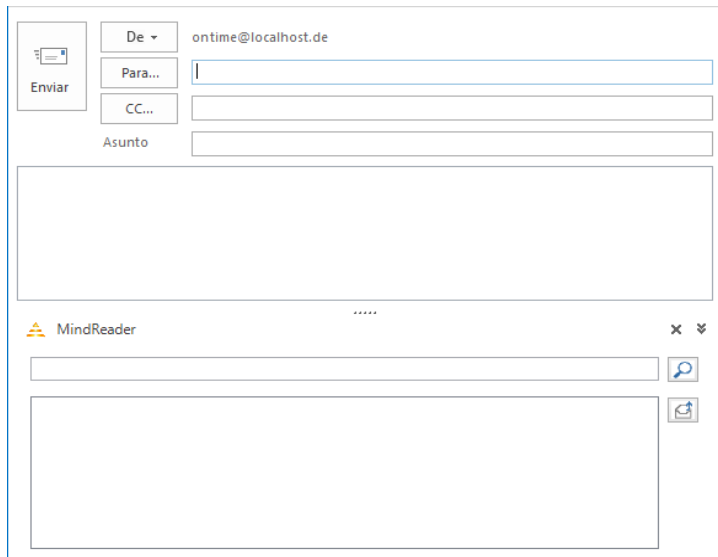 De
ontime@localhost.de
Enviar
Para...
CC...
Asunto
MindReader